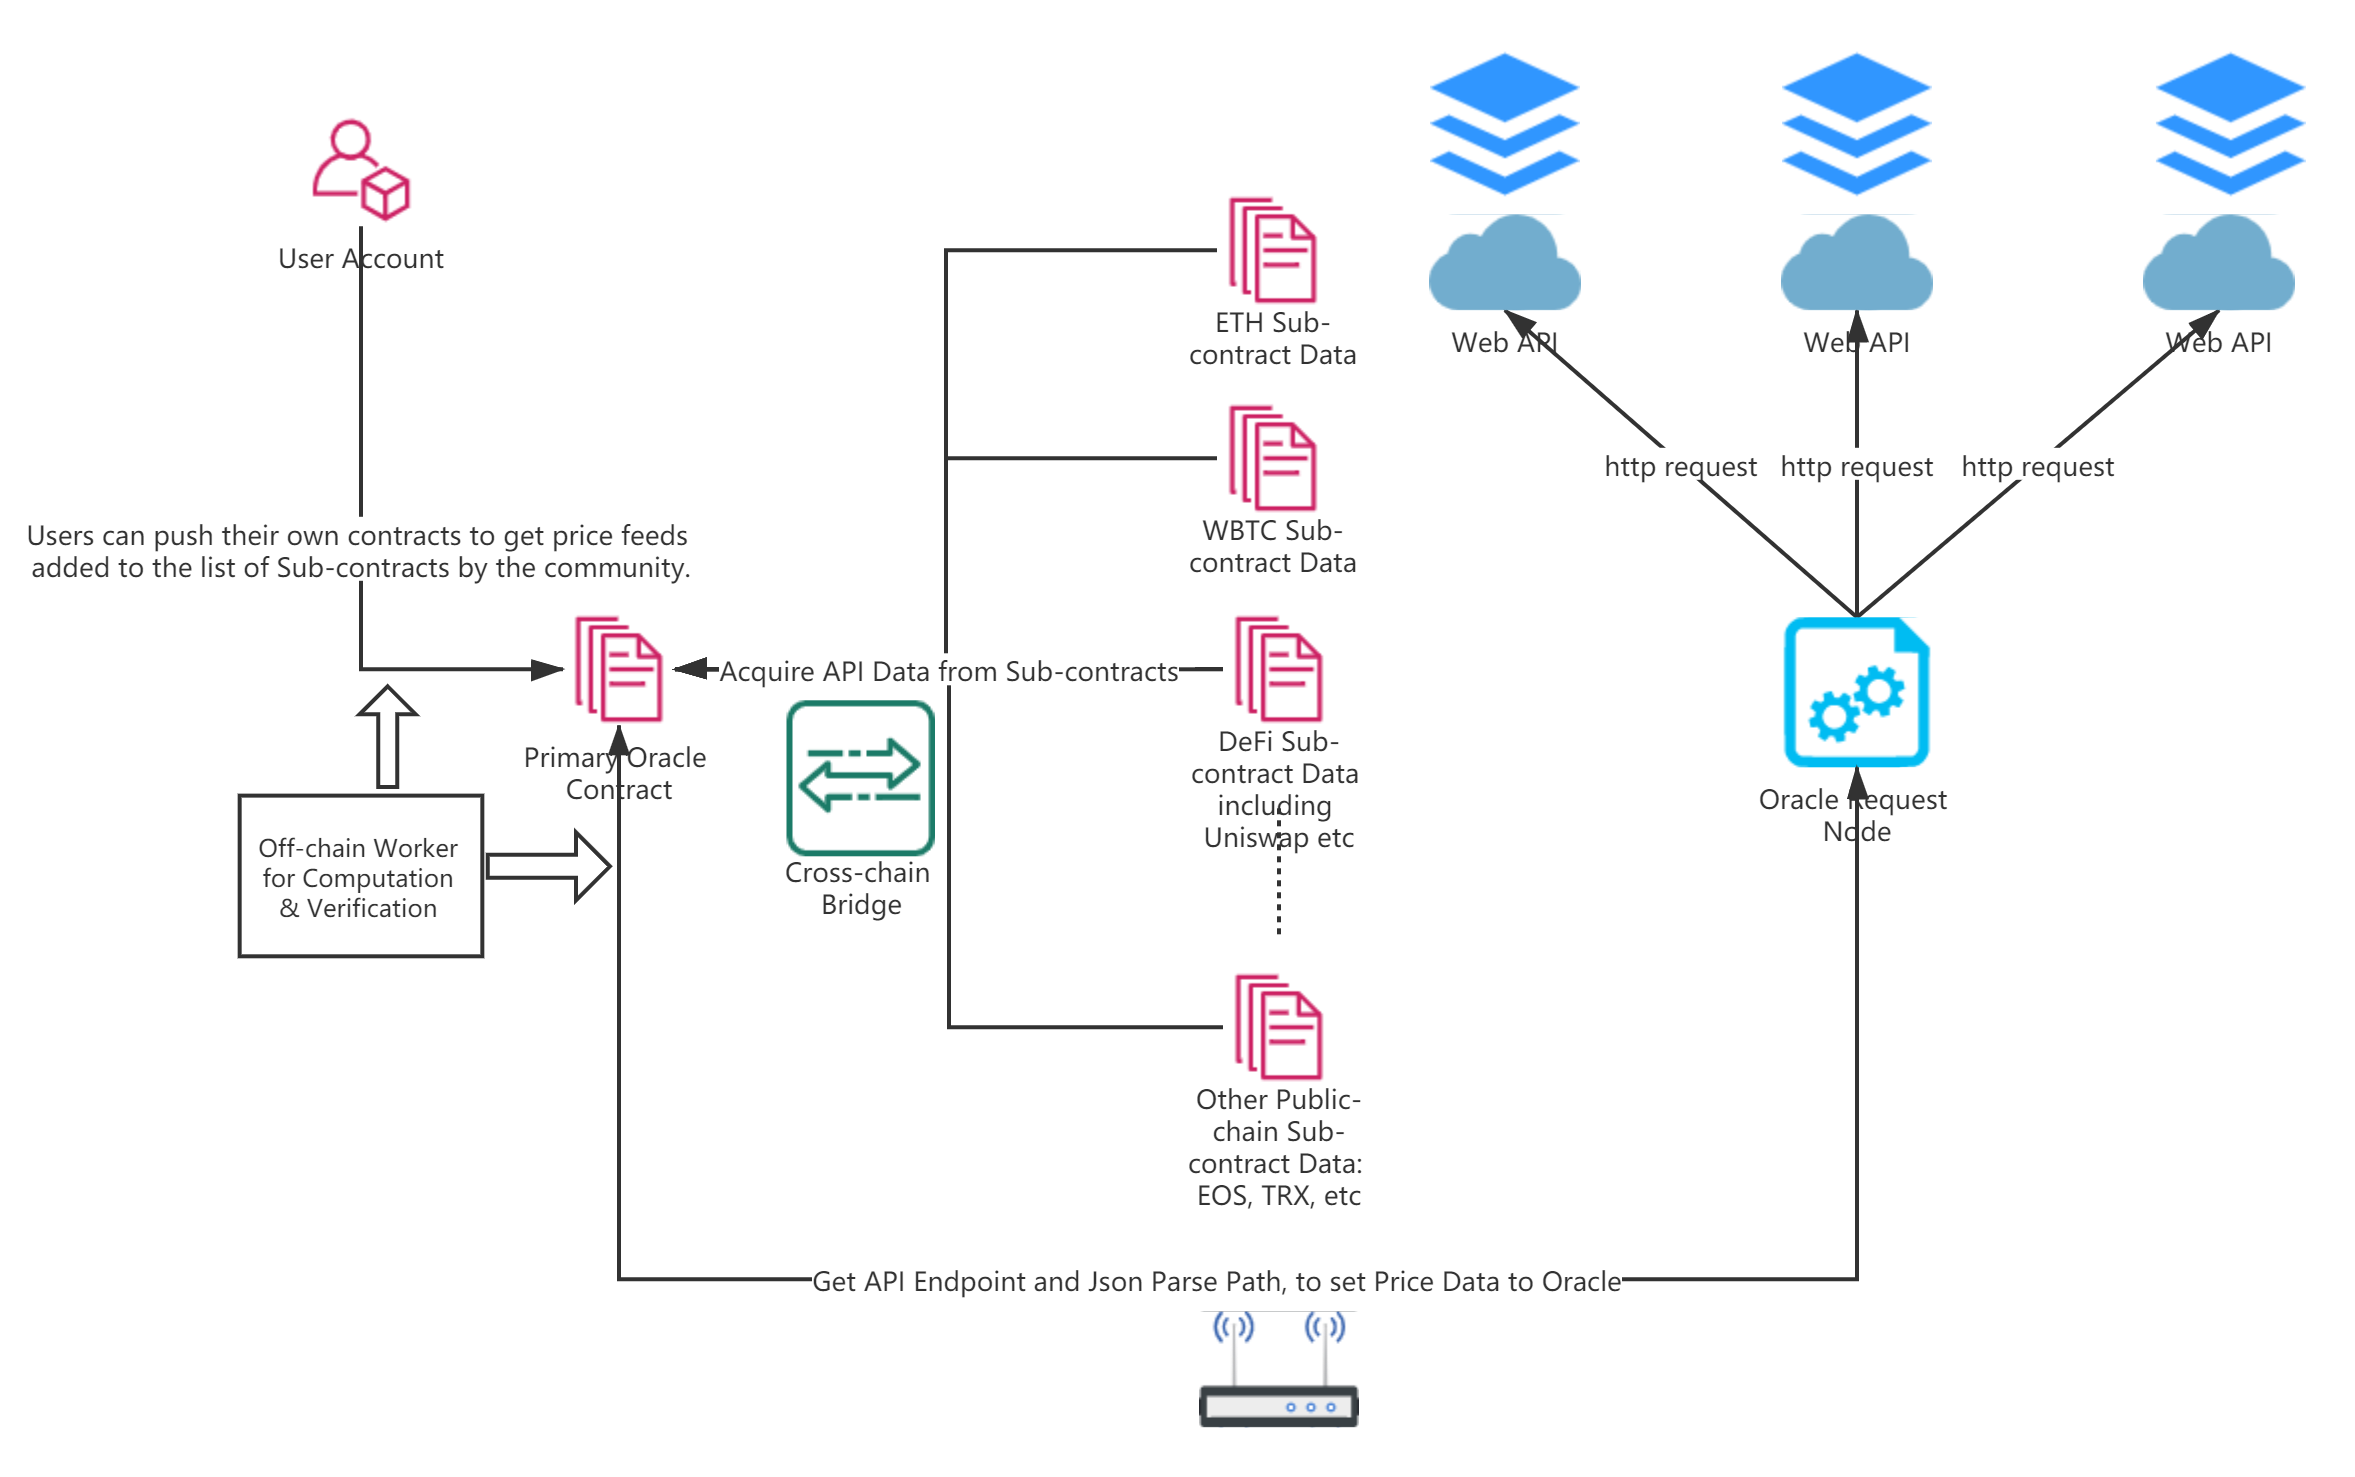 User Account
Users can push their own contracts to get price feeds
added to the list of Sub-contracts by the community.
Primary Oracle
Contract
Off-chain Worker
for Computation
& Verification
Acquire API Data from Sub-contracts
Cross-chain
Bridge
ETH Sub-
contract Data
WBTC Sub-
contract Data
DeFi Sub-
contract Data
including
Uniswap etc
Other Public-
chain Sub-
contract Data:
EOS, TRX, etc
Web API
Web API
Web API
http request
http request
http request
Oracle Request
Node
Get API Endpoint and Json Parse Path, to set Price Data to Oracle